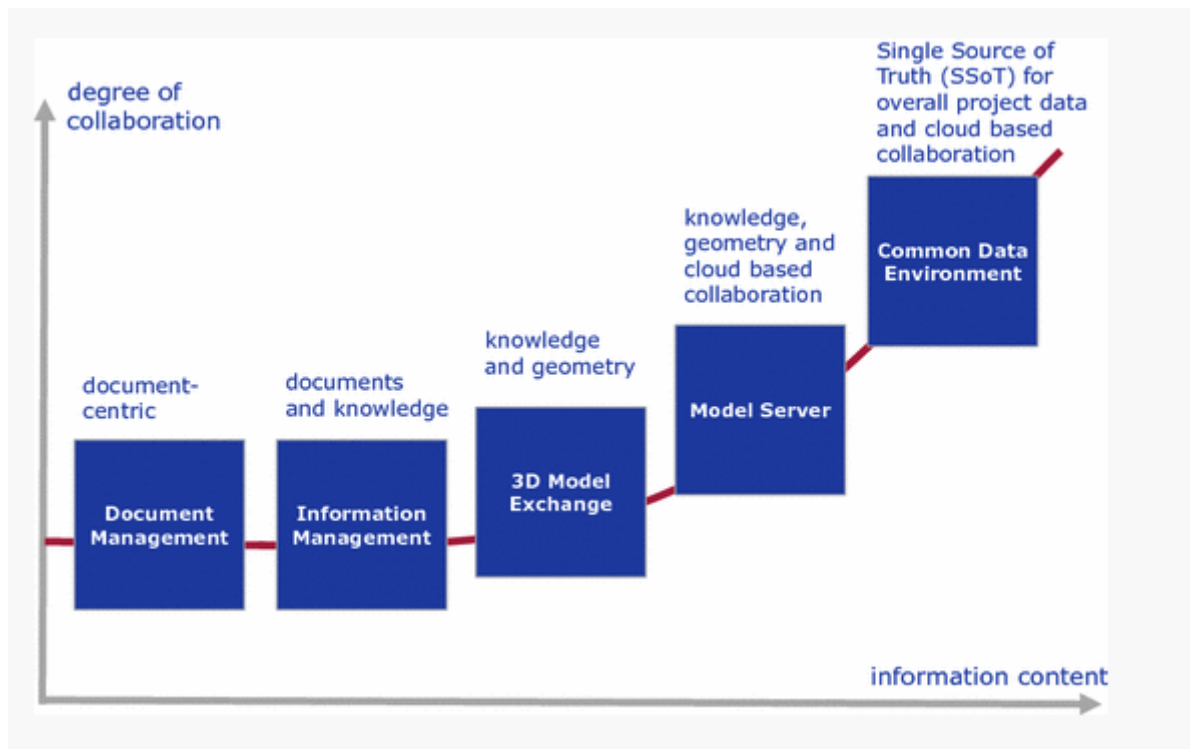 degree of
collaboration
Single Source of
Truth (SSoT) for
overall project data
and cloud based
collaboration
Common Data
Environment
knowledge,
geometry and
cloud based
collaboration
Model Server
knowledge
and geometry
3D Model
Exchange
documents
and knowledge
Information
Management
document-
centric
Document
Management
information content